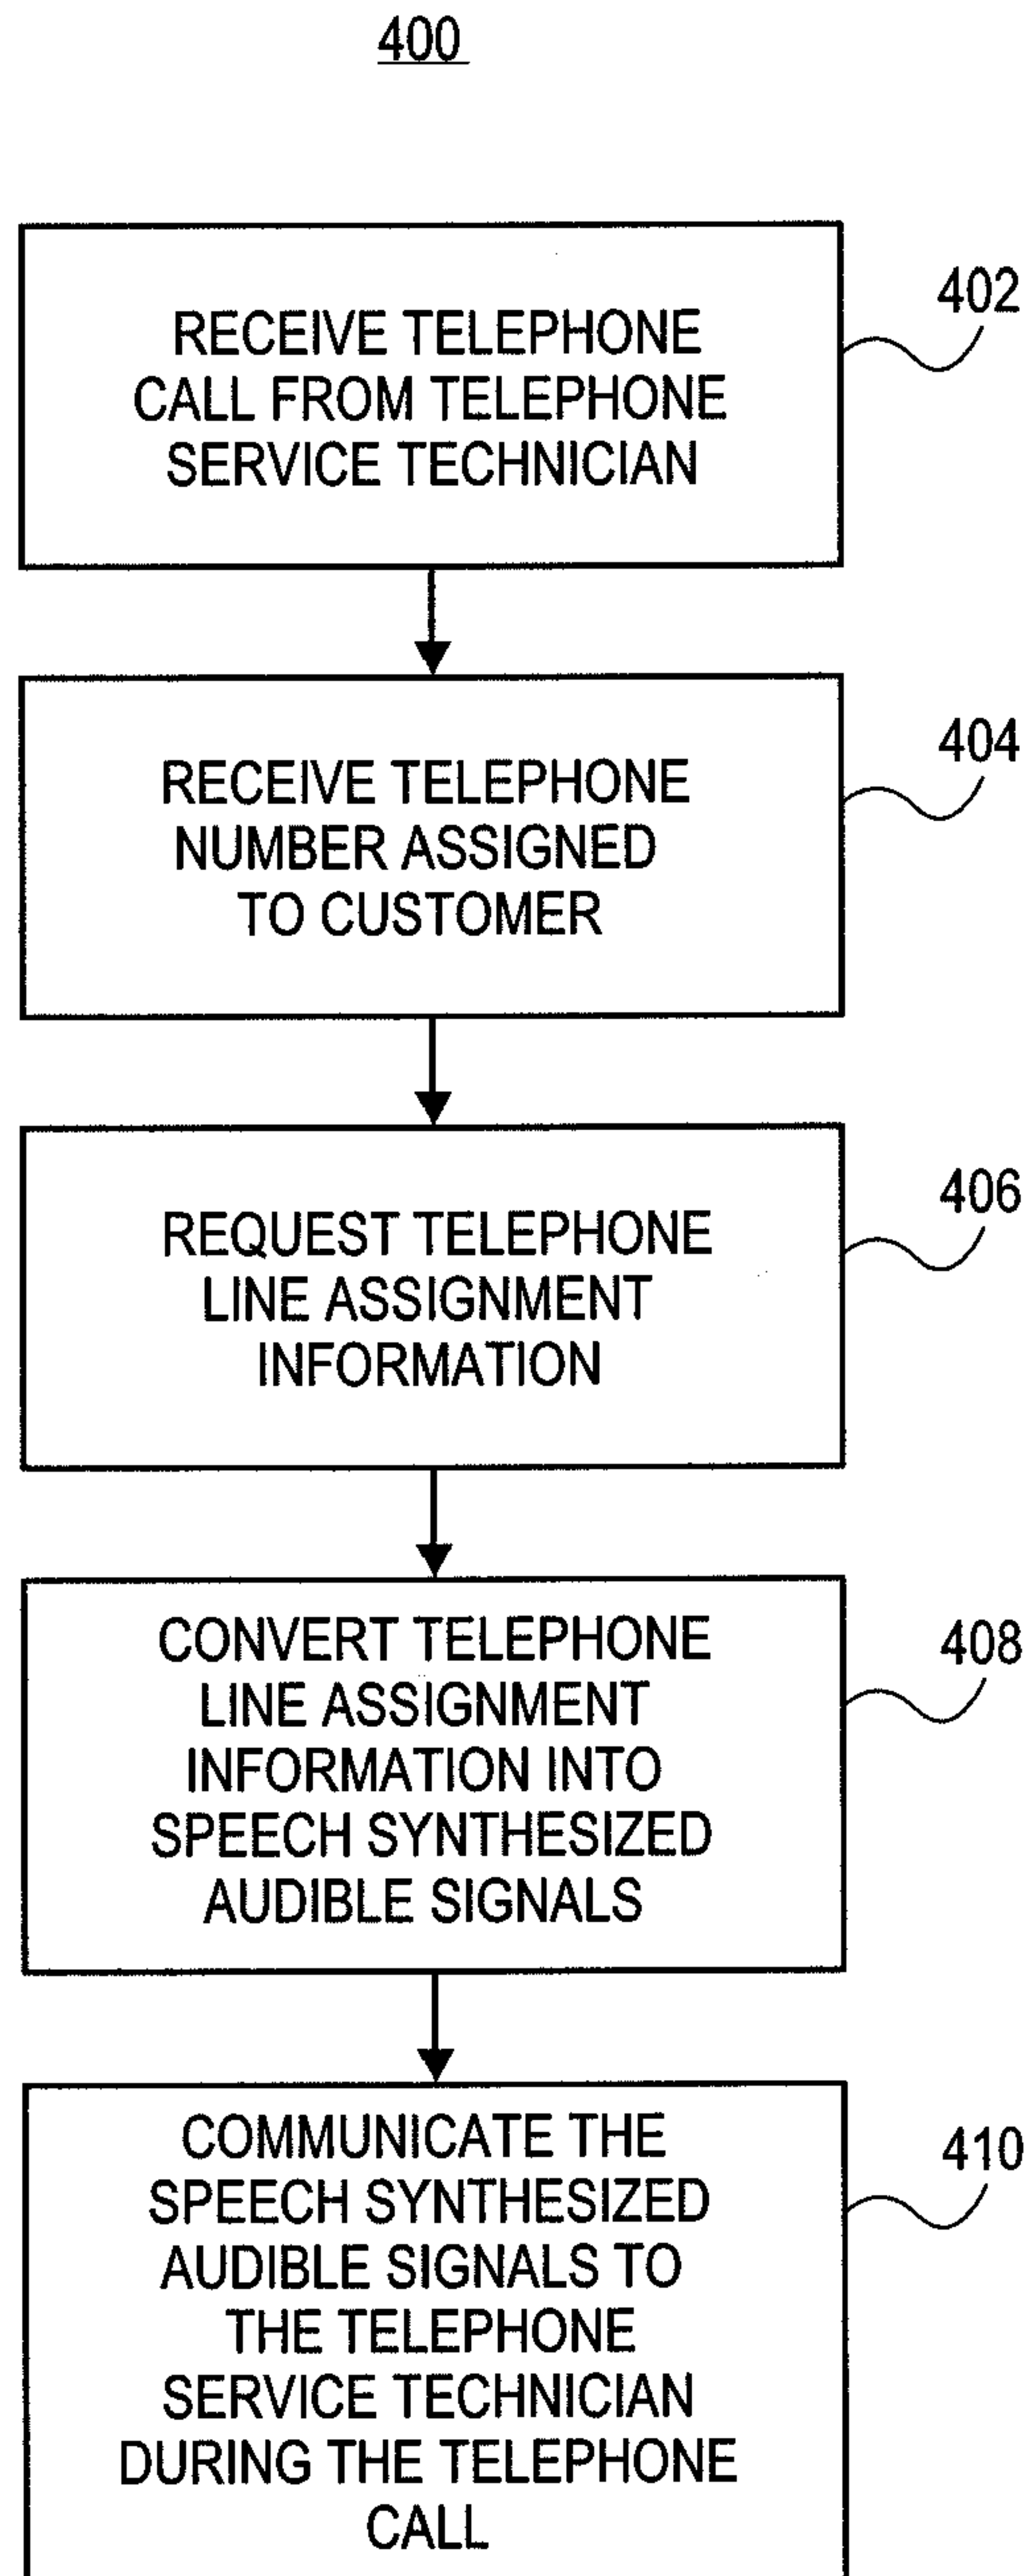 400
RECEIVE TELEPHONE
CALL FROM TELEPHONE
SERVICE TECHNICIAN
402
RECEIVE TELEPHONE
NUMBER ASSIGNED
TO CUSTOMER
404
REQUEST TELEPHONE
LINE ASSIGNMENT
INFORMATION
406
CONVERT TELEPHONE
LINE ASSIGNMENT
INFORMATION INTO
SPEECH SYNTHESIZED
AUDIBLE SIGNALS
408
COMMUNICATE THE
SPEECH SYNTHESIZED
AUDIBLE SIGNALS TO
THE TELEPHONE
SERVICE TECHNICIAN
DURING THE TELEPHONE
CALL
410